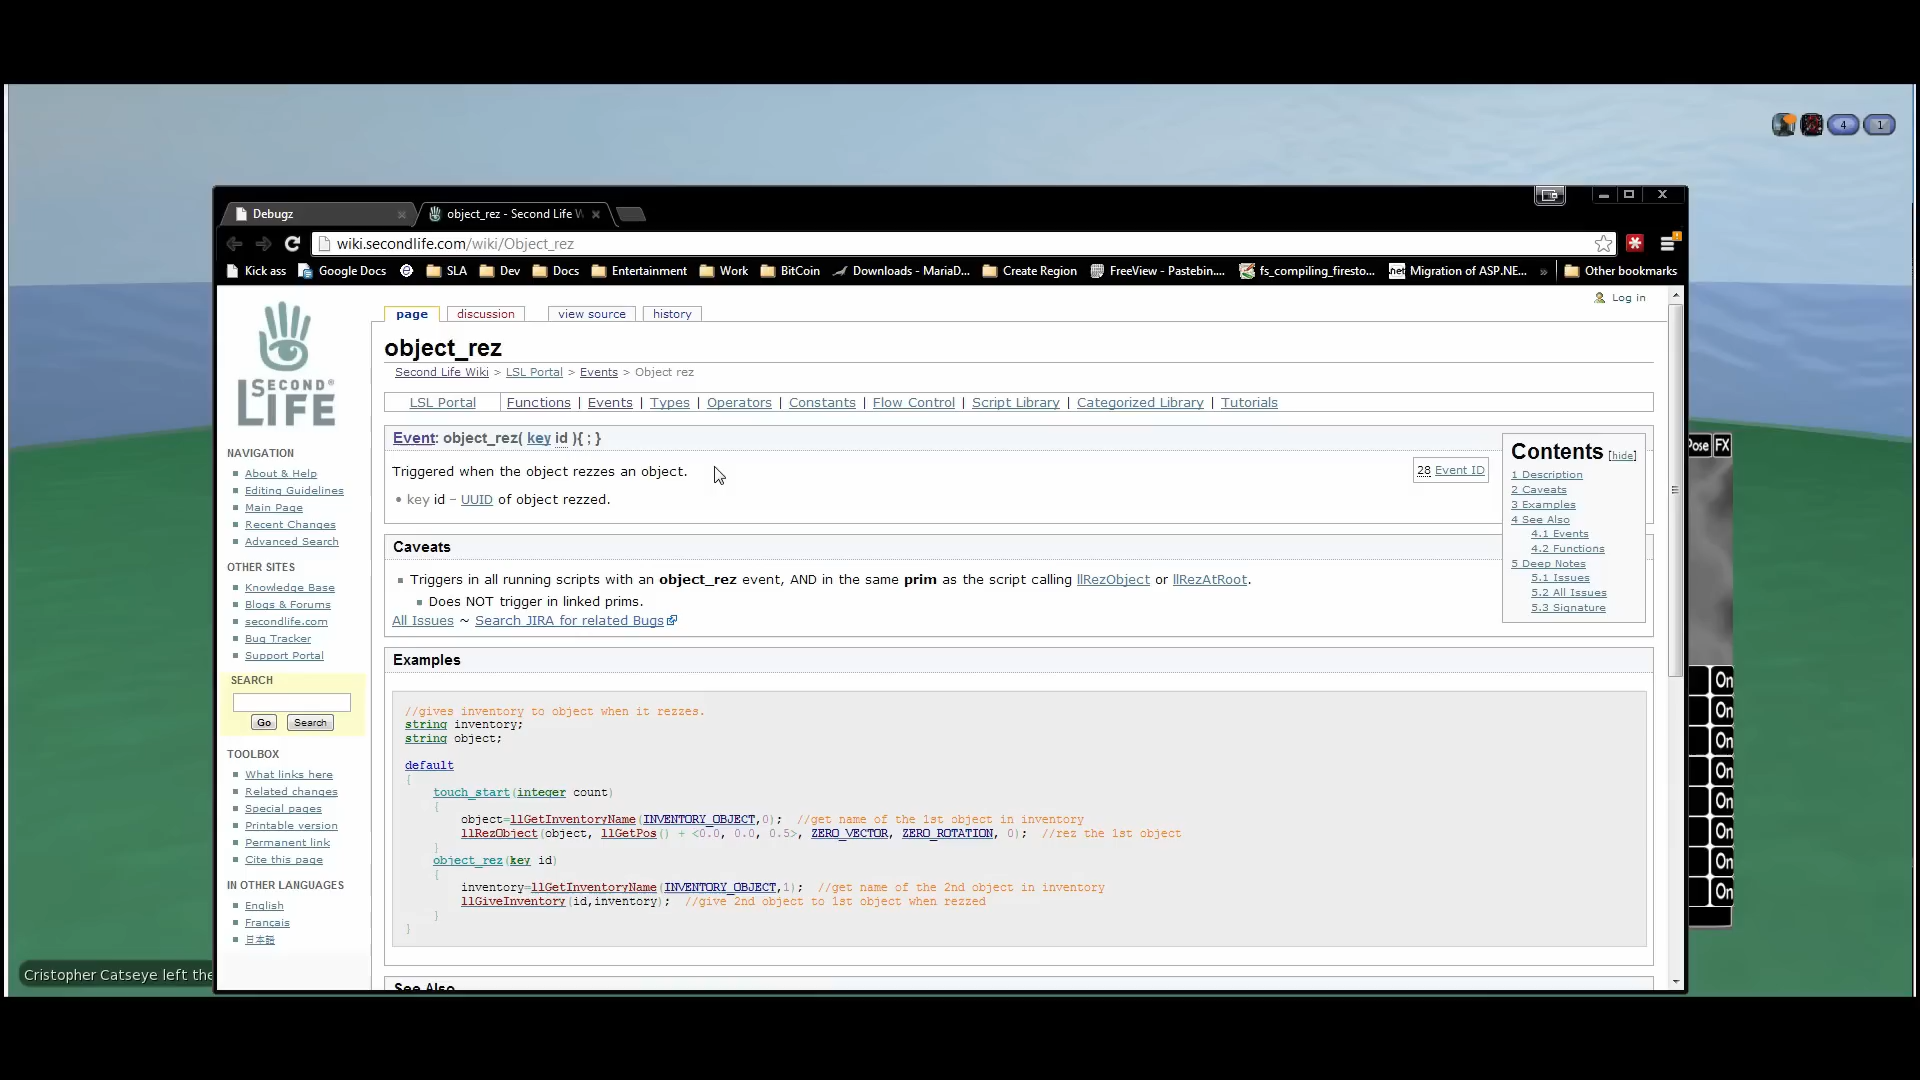 4 1
Debugz
object_rez - Second Life W
wiki.secondlife.com/wiki/Object_rez
Kick ass Google Docs SLA Dev Docs Entertainment Work BitCoin Downloads - MariaD... Create Region FreeView - Pastebin.... fs_compiling_firesto... .net Migration of ASP.NE... » Other bookmarks
Log in
page discussion view source history
SECOND LIFE
object_rez
Second Life Wiki > LSL Portal > Events > Object rez
LSL Portal Functions | Events | Types | Operators | Constants | Flow Control | Script Library | Categorized Library | Tutorials
Event: object_rez( key id ){ ; }
Triggered when the object rezzes an object.
28 Event ID
• key id – UUID of object rezzed.
Contents [hide]
1 Description
2 Caveats
3 Examples
4 See Also
4.1 Events
4.2 Functions
5 Deep Notes
5.1 Issues
5.2 All Issues
5.3 Signature
Caveats
Triggers in all running scripts with an object_rez event, AND in the same prim as the script calling llRezObject or llRezAtRoot.
Does NOT trigger in linked prims.
All Issues ~ Search JIRA for related Bugs
Examples
//gives inventory to object when it rezzes.
string inventory;
string object;
default
{
touch_start(integer count)
{
object=llGetInventoryName(INVENTORY_OBJECT,0); //get name of the 1st object in inventory
llRezObject(object, llGetPos() + <0.0, 0.0, 0.5>, ZERO_VECTOR, ZERO_ROTATION, 0); //rez the 1st object
}
object_rez(key id)
{
inventory=llGetInventoryName(INVENTORY_OBJECT,1); //get name of the 2nd object in inventory
llGiveInventory(id,inventory); //give 2nd object to 1st object when rezzed
}
}
See Also
NAVIGATION
About & Help
Editing Guidelines
Main Page
Recent Changes
Advanced Search
OTHER SITES
Knowledge Base
Blogs & Forums
secondlife.com
Bug Tracker
Support Portal
SEARCH
Go Search
TOOLBOX
What links here
Related changes
Special pages
Printable version
Permanent link
Cite this page
IN OTHER LANGUAGES
English
Français
日本語
Cristopher Catseye left the
Pose FX
On
On
On
On
On
On
On
On